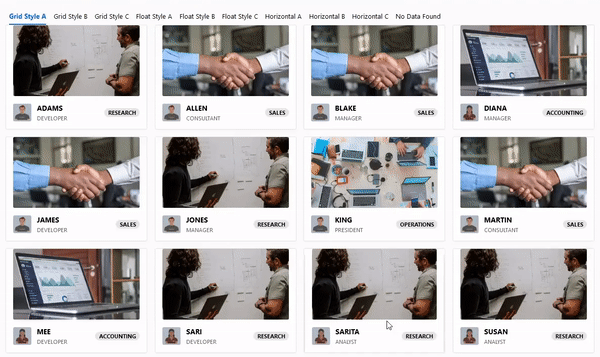 Grid Style A Grid Style B Grid Style C Float Style A Float Style B Float Style C Horizontal A Horizontal B Horizontal C No Data Found
ADAMS
DEVELOPER
RESEARCH
ALLEN
CONSULTANT
SALES
BLAKE
MANAGER
SALES
DIANA
MANAGER
ACCOUNTING
JAMES
DEVELOPER
SALES
JONES
MANAGER
RESEARCH
KING
PRESIDENT
OPERATIONS
MARTIN
CONSULTANT
SALES
MEE
DEVELOPER
ACCOUNTING
SARI
DEVELOPER
RESEARCH
SARITA
ANALYST
RESEARCH
SUSAN
ANALYST
RESEARCH